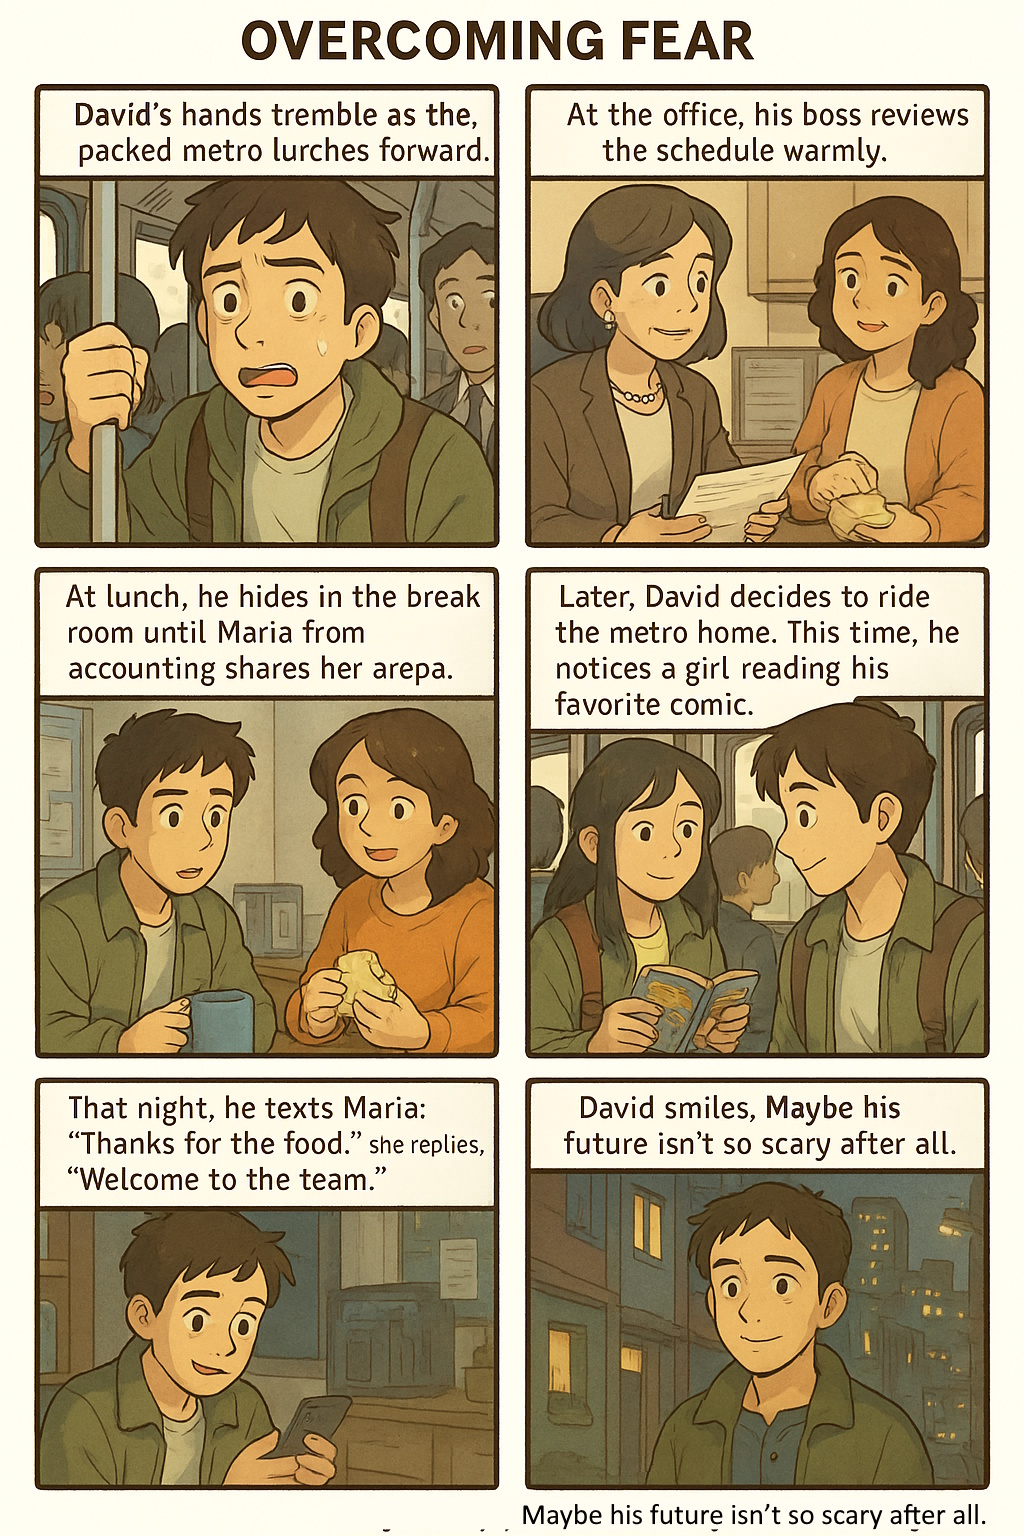 OVERCOMING FEAR
David's hands tremble as the,
packed metro lurches forward.
At the office, his boss reviews
the schedule warmly.
At lunch, he hides in the break
room until Maria from
accounting shares her arepa.
Later, David decides to ride
the metro home. This time, he
notices a girl reading his
favorite comic.
That night, he texts Maria:
“Thanks for the food.” she replies,
“Welcome to the team.”
David smiles, Maybe his
future isn't so scary after all.
Maybe his future isn't so scary after all.